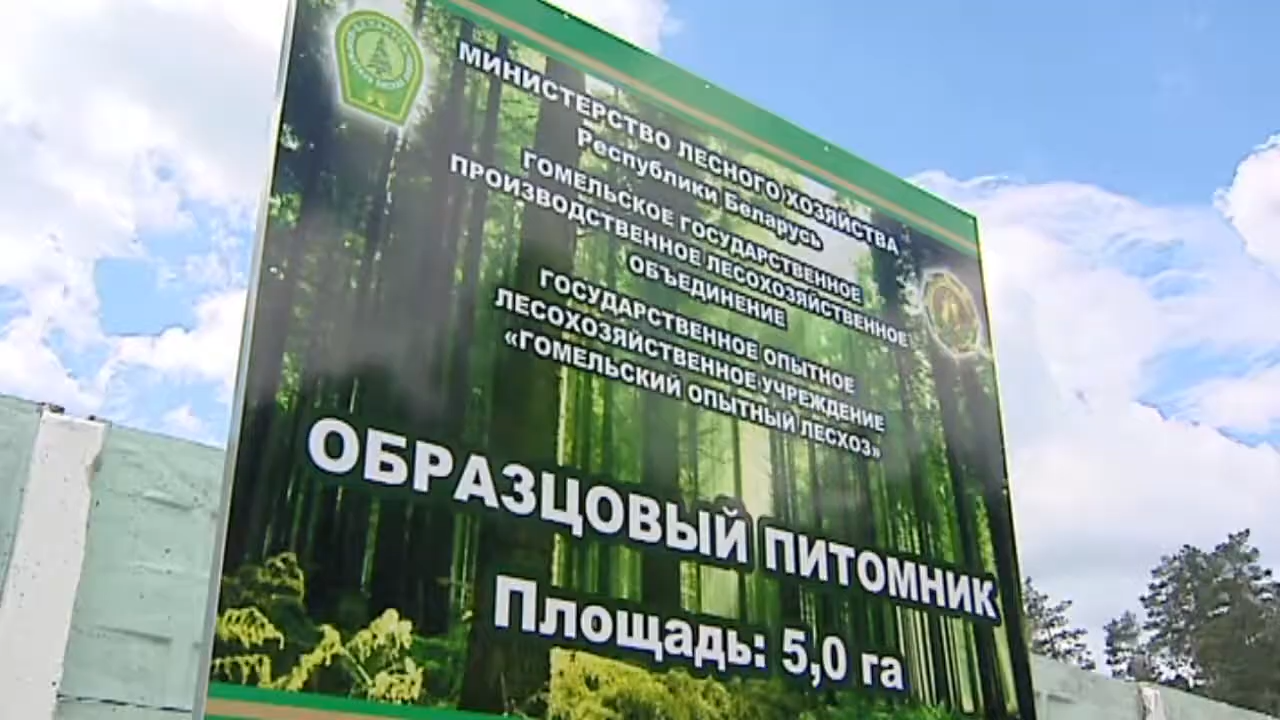 МИНИСТЕРСТВО ЛЕСНОГО ХОЗЯЙСТВА
Республики Беларусь
ГОМЕЛЬСКОЕ ГОСУДАРСТВЕННОЕ
ПРОИЗВОДСТВЕННОЕ ЛЕСОХОЗЯЙСТВЕННОЕ
ОБЪЕДИНЕНИЕ
ГОСУДАРСТВЕННОЕ ОПЫТНОЕ
ЛЕСОХОЗЯЙСТВЕННОЕ УЧРЕЖДЕНИЕ
«ГОМЕЛЬСКИЙ ОПЫТНЫЙ ЛЕСХОЗ»
ОБРАЗЦОВЫЙ ПИТОМНИК
Площадь: 5,0 га